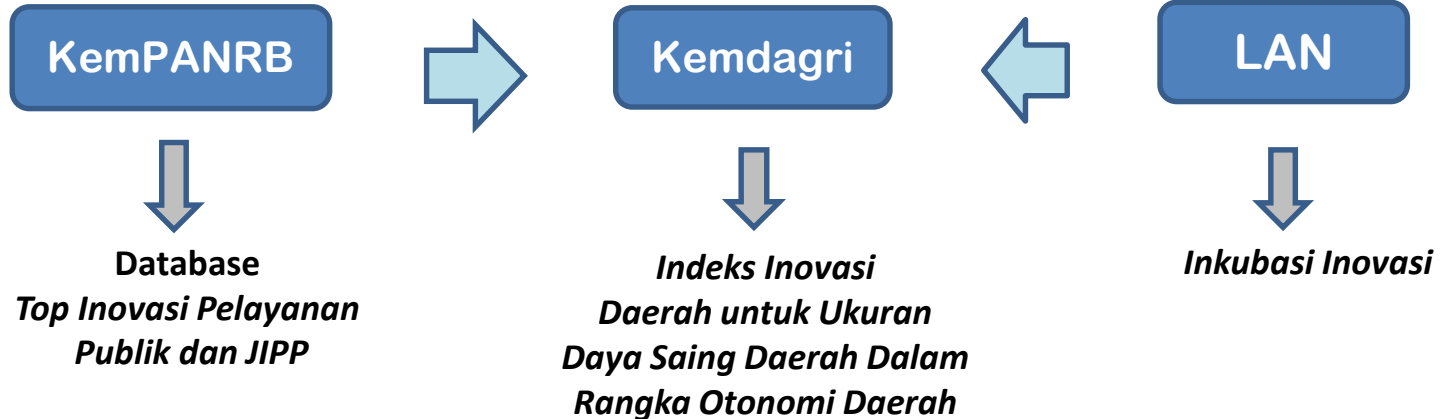 KemPANRB
Kemdagri
LAN
Database
Top Inovasi Pelayanan
Publik dan JIPP
Indeks Inovasi
Daerah untuk Ukuran
Daya Saing Daerah Dalam
Rangka Otonomi Daerah
Inkubasi Inovasi